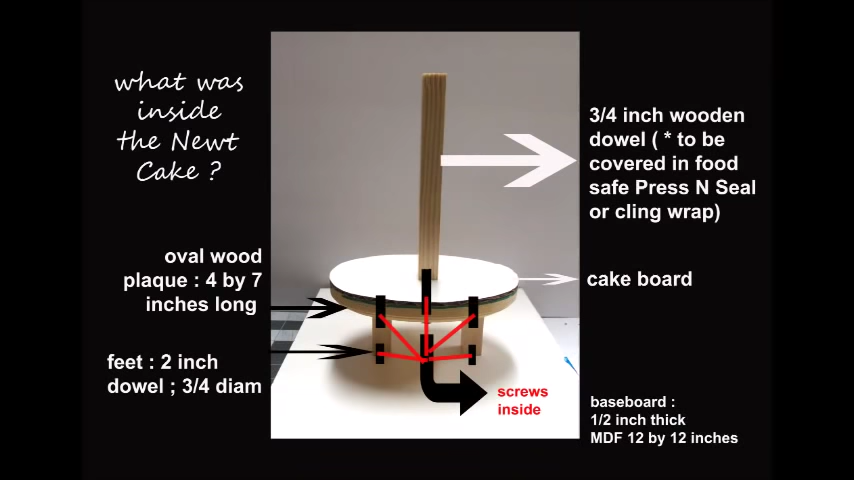 what was
inside
the Newt
Cake ?
3/4 inch wooden
dowel ( * to be
covered in food
safe Press N Seal
or cling wrap)
oval wood
plaque : 4 by 7
inches long
cake board
feet : 2 inch
dowel ; 3/4 diam
screws
inside
baseboard :
1/2 inch thick
MDF 12 by 12 inches